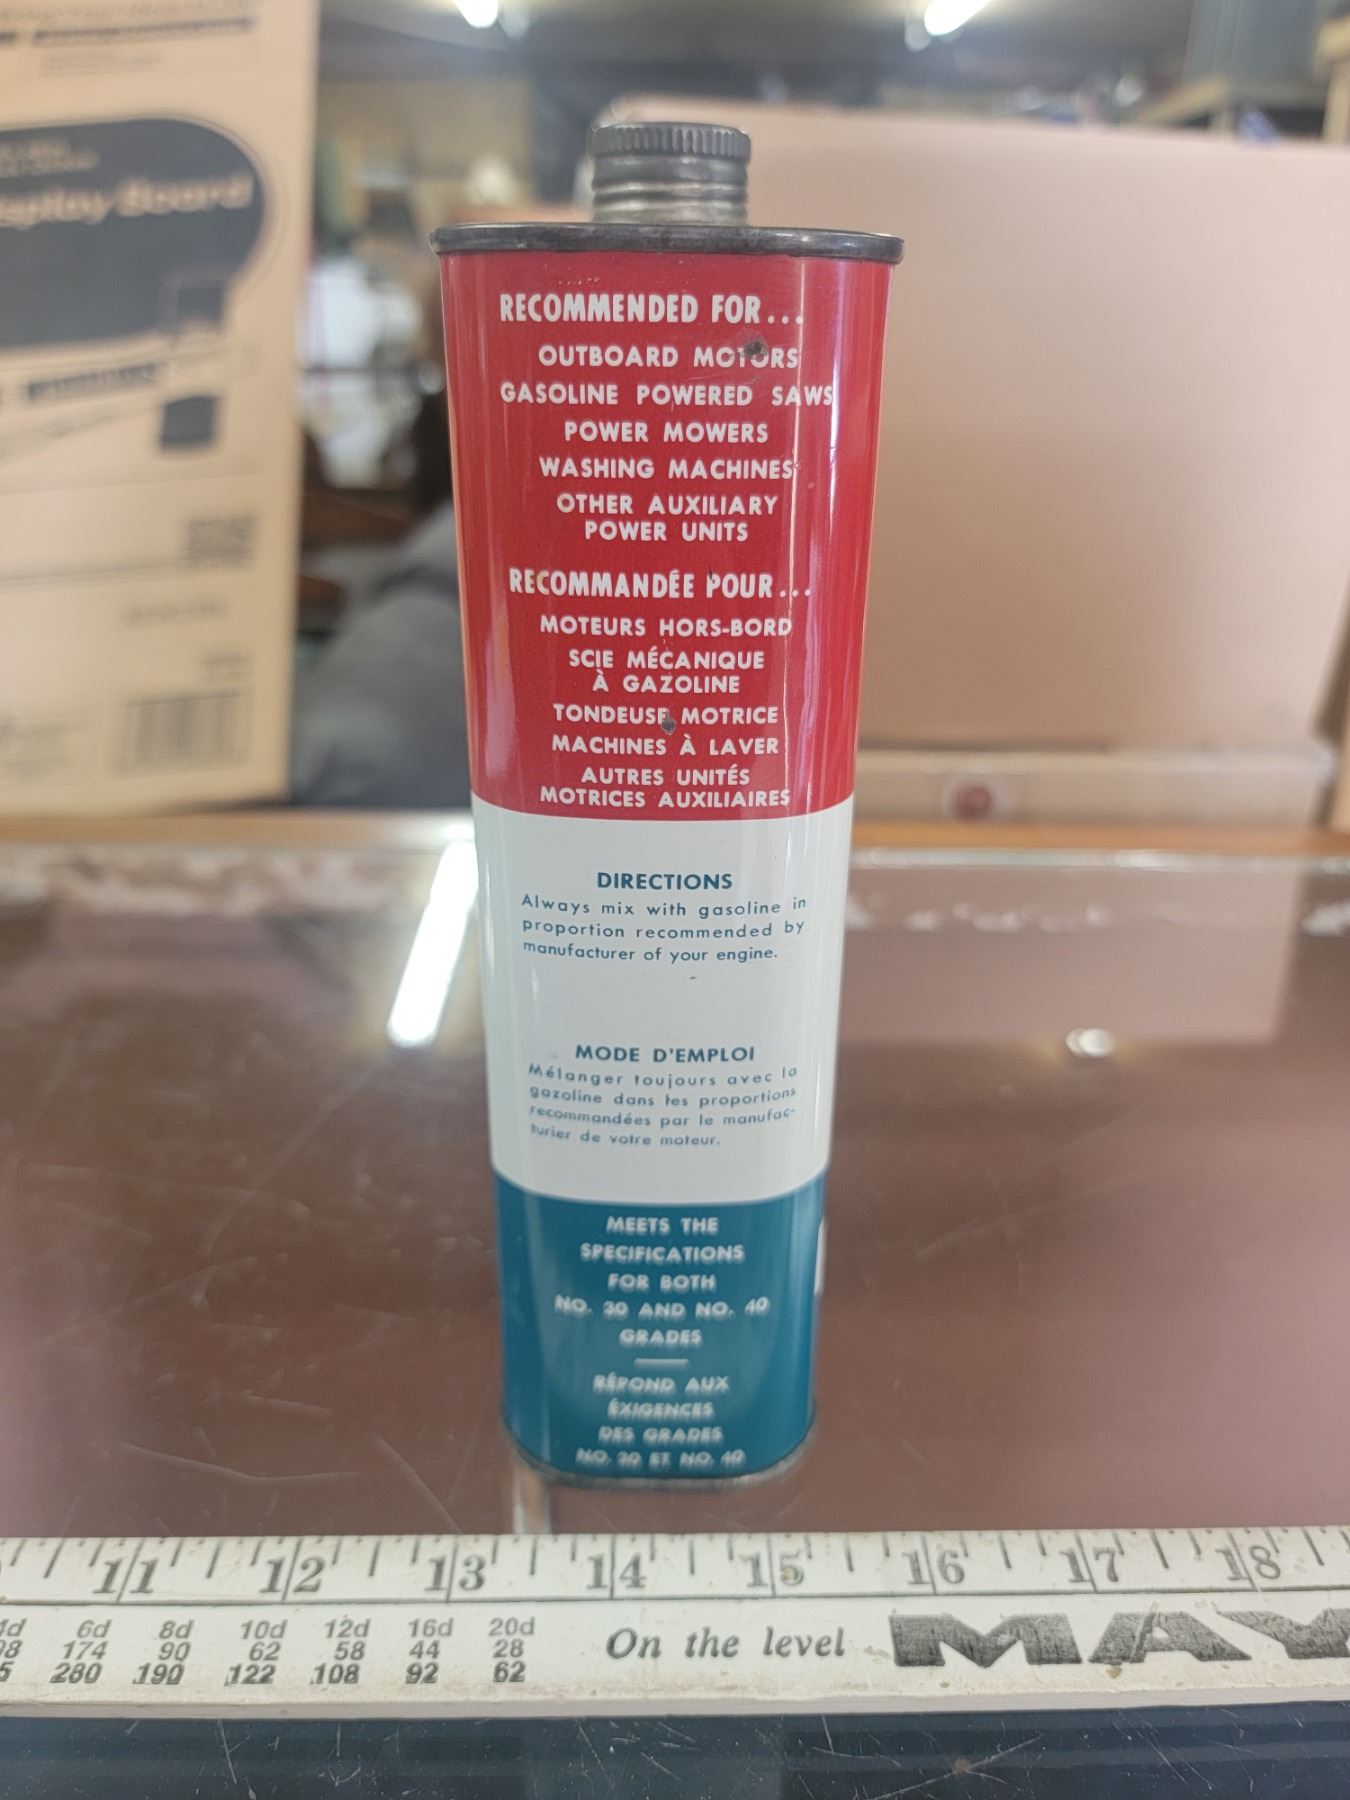 Display Board
RECOMMENDED FOR...
OUTBOARD MOTORS
GASOLINE POWERED SAWS
POWER MOWERS
WASHING MACHINES
OTHER AUXILIARY
POWER UNITS
RECOMMANDÉE POUR...
MOTEURS HORS-BORD
SCIE MÉCANIQUE
À GAZOLINE
TONDEUSE MOTRICE
MACHINES À LAVER
AUTRES UNITÉS
MOTRICES AUXILIAIRES
DIRECTIONS
Always mix with gasoline in
proportion recommended by
manufacturer of your engine.
MODE D'EMPLOI
Mélanger toujours avec la
gazoline dans les proportions
recommandées par le manufac-
turier de votre moteur.
MEETS THE
SPECIFICATIONS
FOR BOTH
NO. 30 AND NO. 40
GRADES
RÉPOND AUX
ÉXIGENCES
DES GRADES
NO. 30 ET NO. 40
11 12 13 14 15 16 17 18
6d 8d 10d 12d 16d 20d
174 90 62 58 44 28
280 190 122 108 92 62
On the level MAY